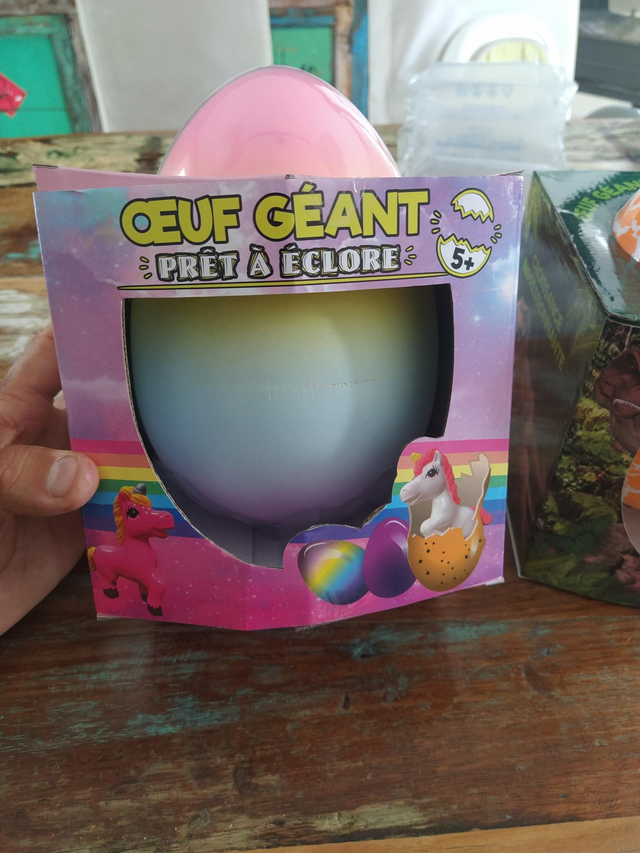 ŒUF GÉANT
PRÊT À ÉCLORE
5+